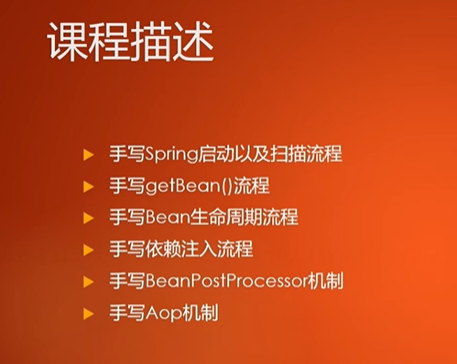 课程描述
手写Spring启动以及扫描流程
手写getBean()流程
手写Bean生命周期流程
手写依赖注入流程
手写BeanPostProcessor机制
手写Aop机制